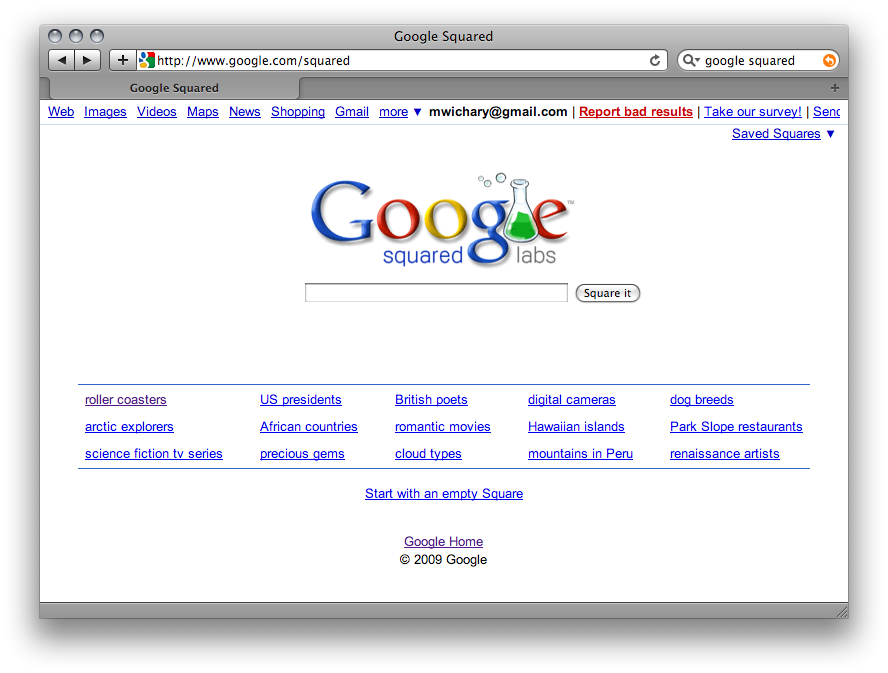 Google Squared
http://www.google.com/squared
google squared
Google Squared
Web Images Videos Maps News Shopping Gmail more ▼ mwichary@gmail.com | Report bad results | Take our survey! | Send
Saved Squares ▼
Google™
squared labs
Square it
roller coasters US presidents British poets digital cameras dog breeds
arctic explorers African countries romantic movies Hawaiian islands Park Slope restaurants
science fiction tv series precious gems cloud types mountains in Peru renaissance artists
Start with an empty Square
Google Home
© 2009 Google